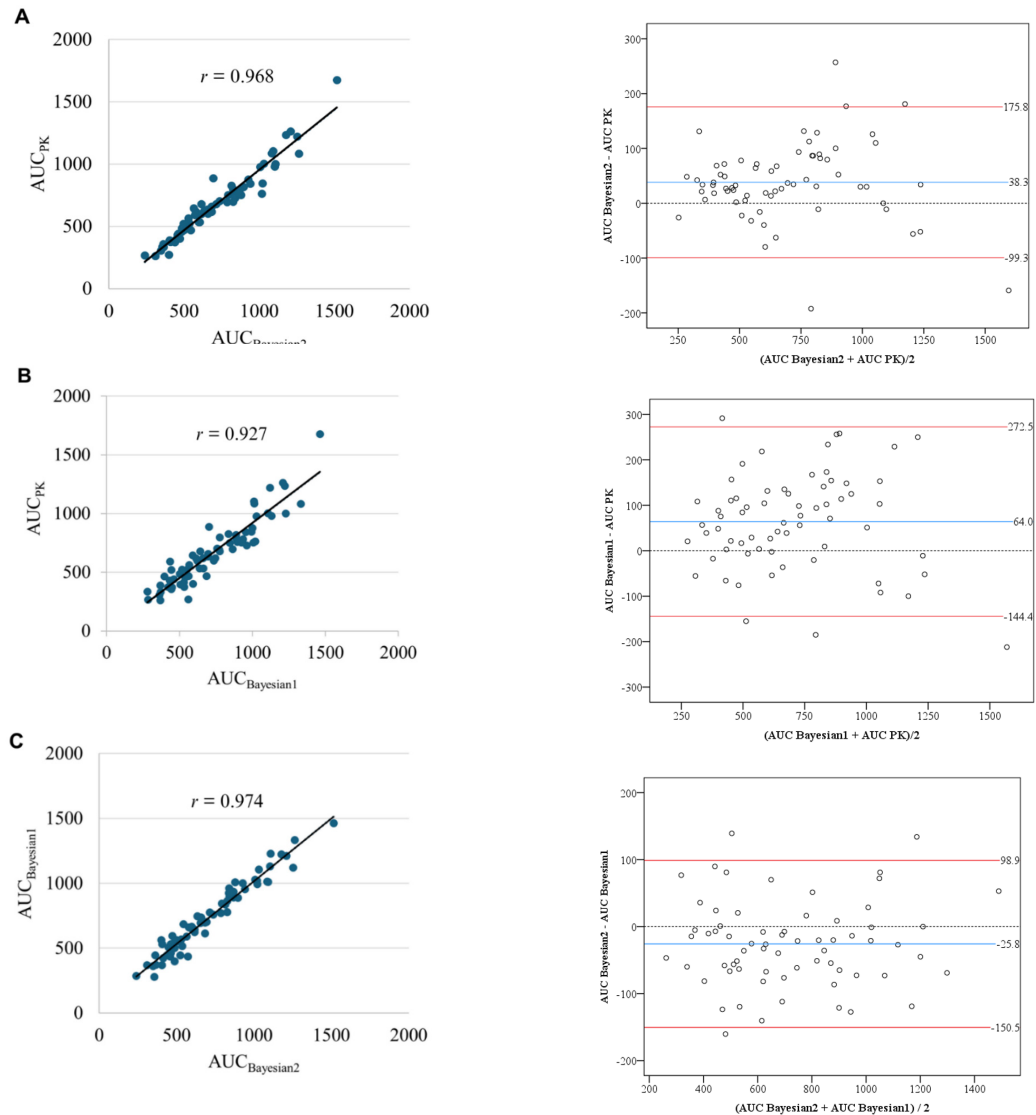 A
2000
1500
1000
500
0
r = 0.968
AUCPK
0 500 1000 1500 2000
AUCBayesian2
300
200
100
0
-100
-200
175.8
38.3
-99.3
AUC Bayesian2 - AUC PK
250 500 750 1000 1250 1500
(AUC Bayesian2 + AUC PK)/2
B
2000
1500
1000
500
0
r = 0.927
AUCPK
0 500 1000 1500 2000
AUCBayesian1
300
200
100
0
-100
-200
-300
272.5
64.0
-144.4
AUC Bayesian1 - AUC PK
250 500 750 1000 1250 1500
(AUC Bayesian1 + AUC PK)/2
C
2000
1500
1000
500
0
r = 0.974
AUCBayesian1
0 500 1000 1500 2000
AUCBayesian2
200
100
0
-100
-200
98.9
-25.8
-150.5
AUC Bayesian2 - AUC Bayesian1
200 400 600 800 1000 1200 1400
(AUC Bayesian2 + AUC Bayesian1) / 2